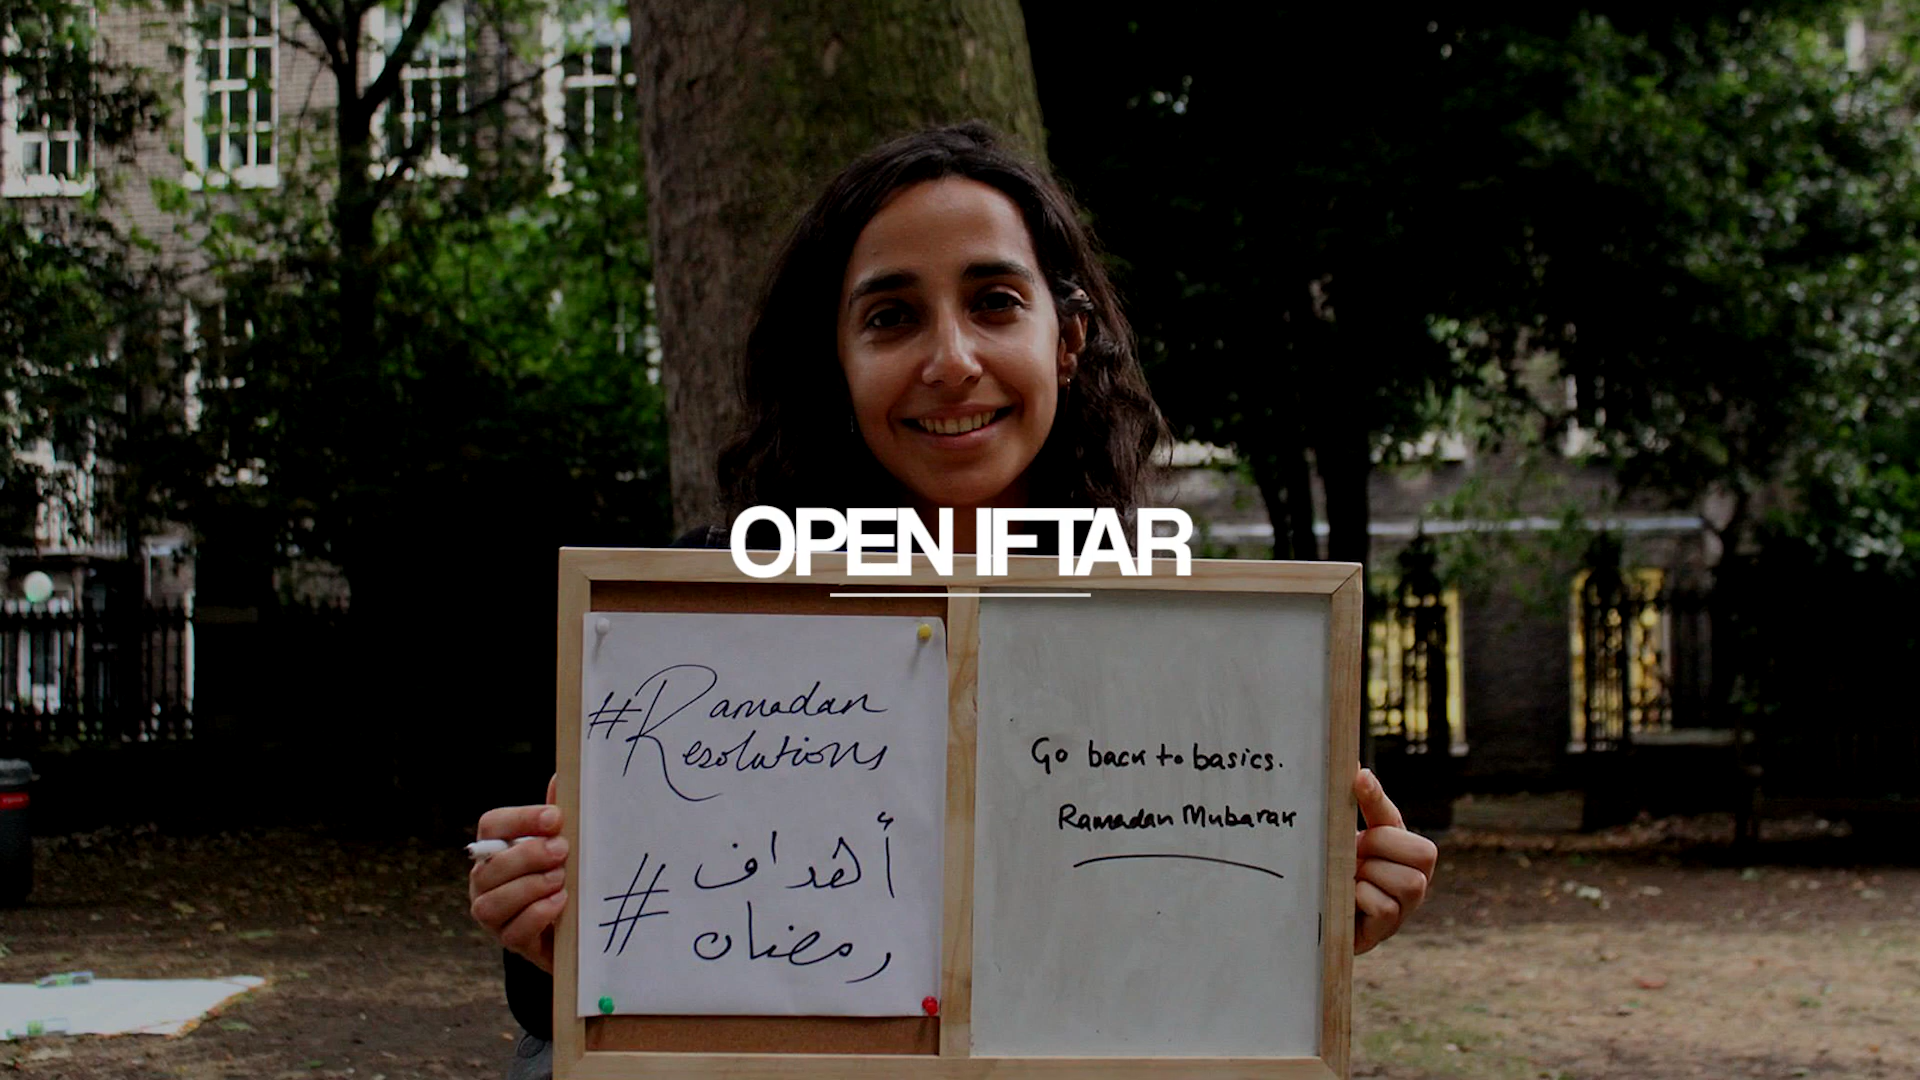 OPEN IFTAR
#Ramadan
Resolutions
#أهداف
رمضان
Go back to basics.
Ramadan Mubarak